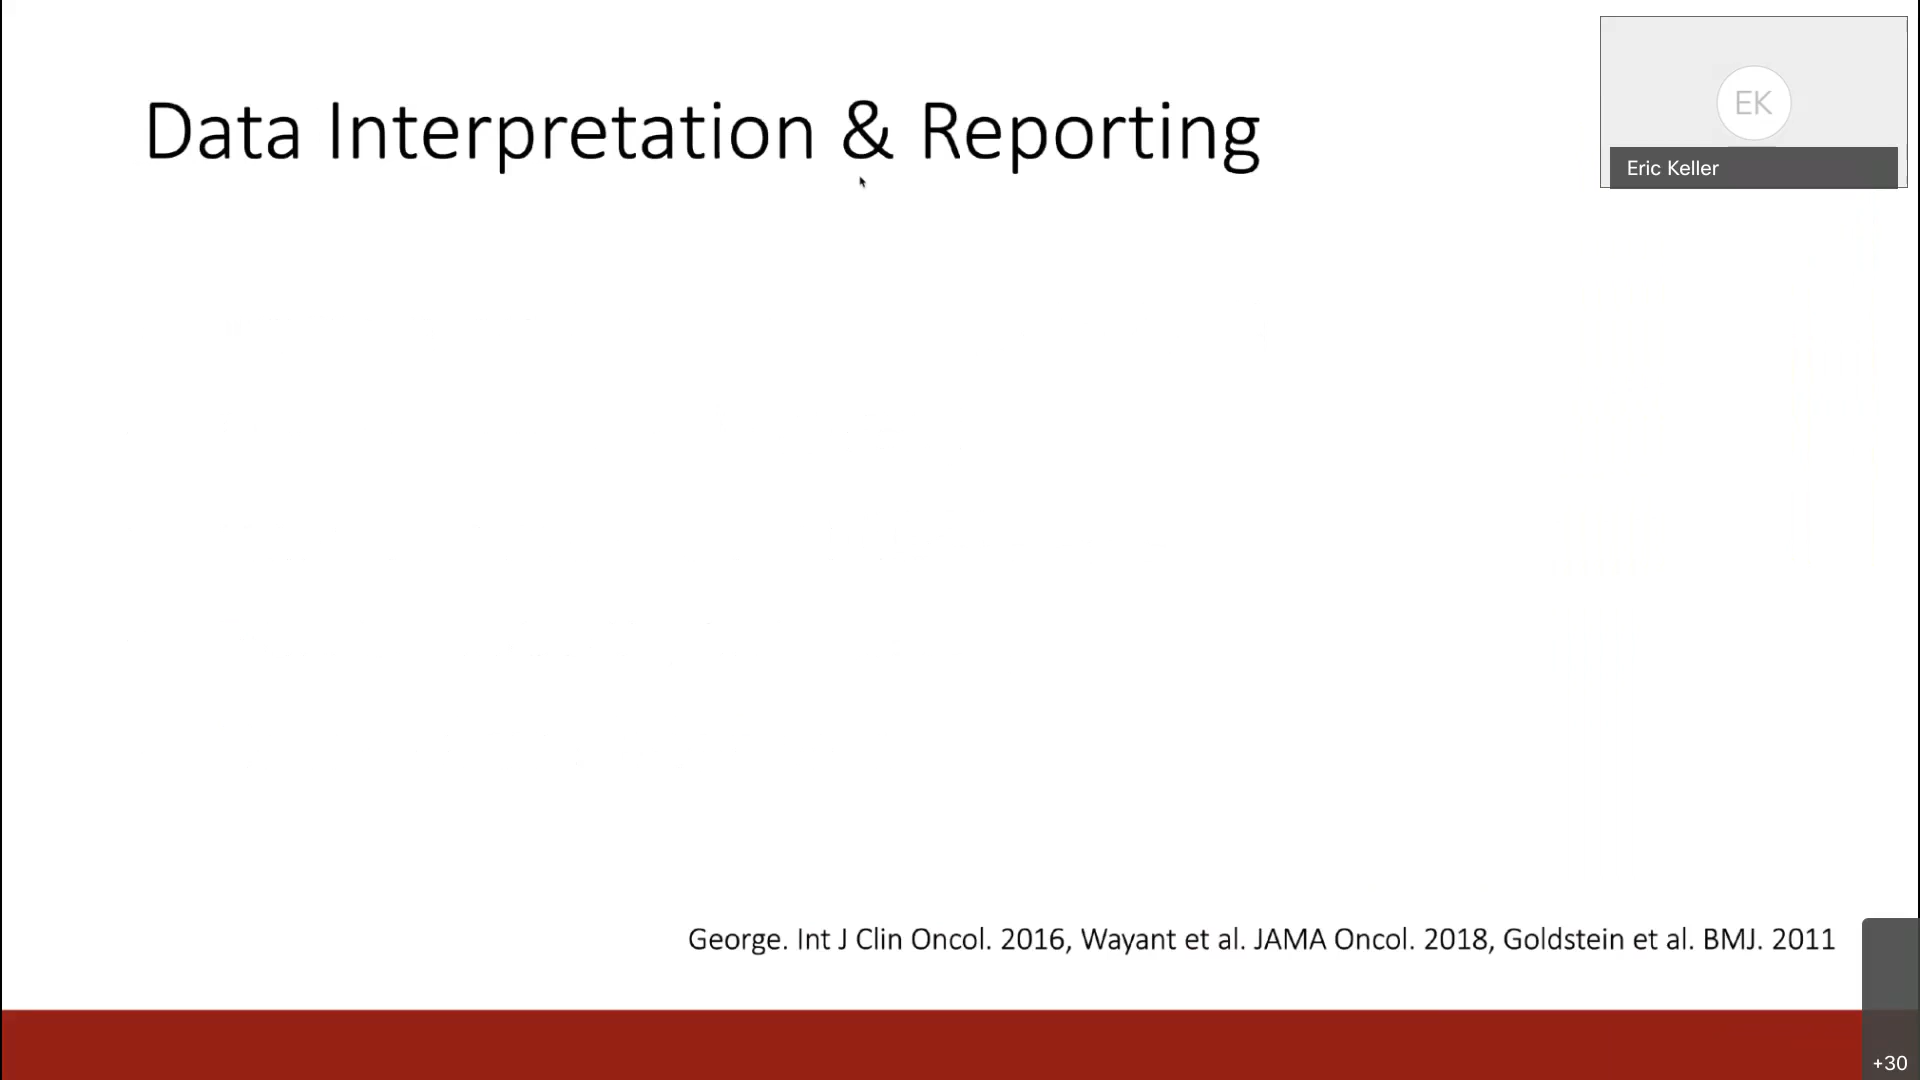 Data Interpretation & Reporting
EK
Eric Keller
George. Int J Clin Oncol. 2016, Wayant et al. JAMA Oncol. 2018, Goldstein et al. BMJ. 2011
+30